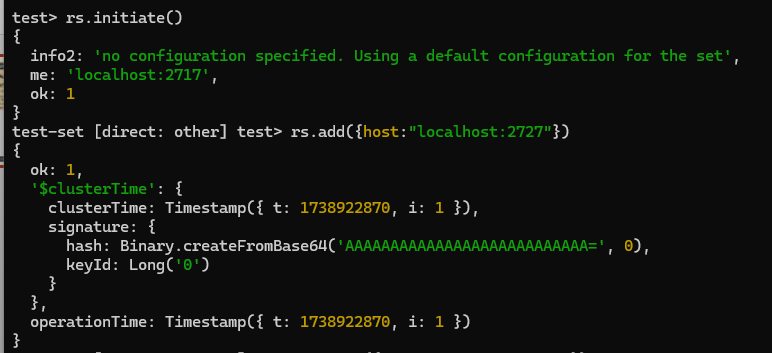 test> rs.initiate()
{
  info2: 'no configuration specified. Using a default configuration for the set',
  me: 'localhost:2717',
  ok: 1
}
test-set [direct: other] test> rs.add({host:"localhost:2727"})
{
  ok: 1,
  '$clusterTime': {
    clusterTime: Timestamp({ t: 1738922870, i: 1 }),
    signature: {
      hash: Binary.createFromBase64('AAAAAAAAAAAAAAAAAAAAAAAAAAA=', 0),
      keyId: Long('0')
    }
  },
  operationTime: Timestamp({ t: 1738922870, i: 1 })
}